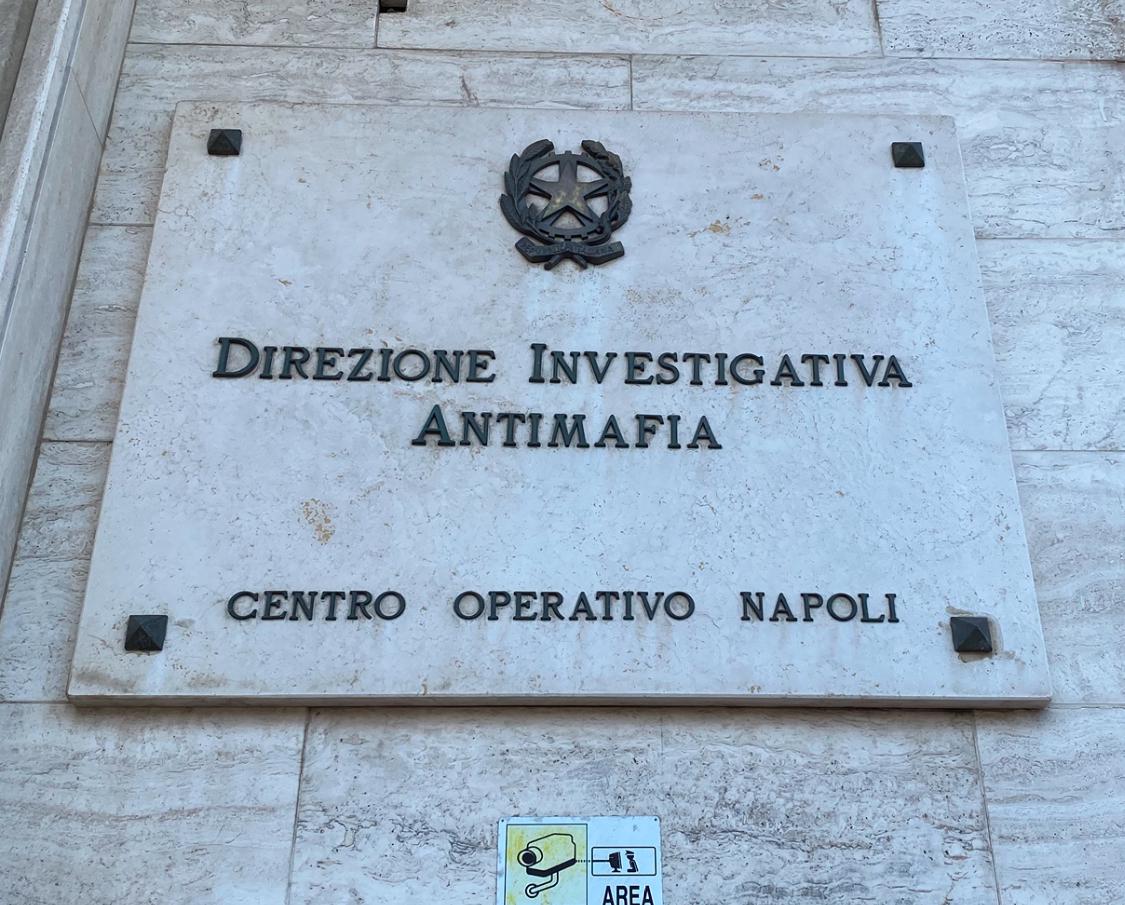 DIREZIONE INVESTIGATIVA
ANTIMAFIA
CENTRO OPERATIVO NAPOLI
AREA